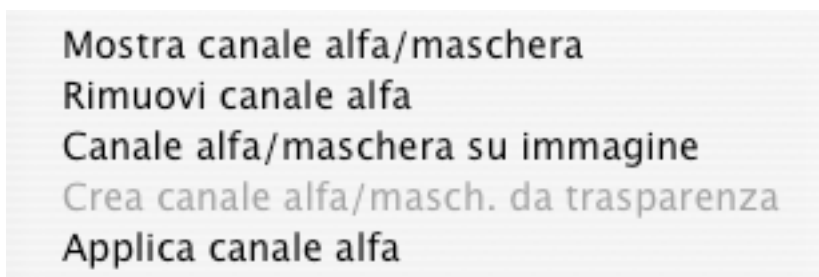 Mostra canale alfa/maschera
Rimuovi canale alfa
Canale alfa/maschera su immagine
Crea canale alfa/masch. da trasparenza
Applica canale alfa